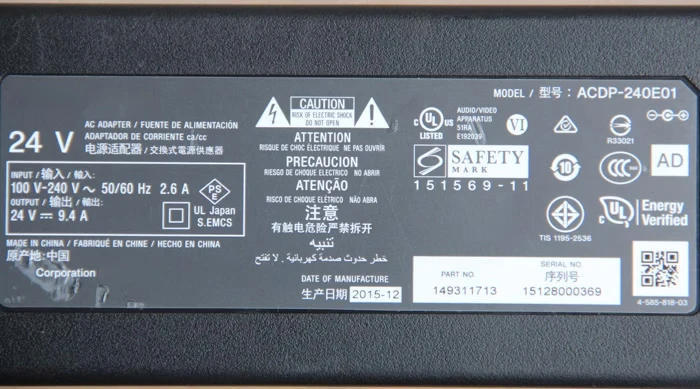 MODEL / 型号: ACDP-240E01
AC ADAPTER / FUENTE DE ALIMENTACIÓN
ADAPTADOR DE CORRIENTE ca/cc
电源适配器 / 交換式電源供應器
24 V
INPUT / 输入 / 輸入:
100 V-240 V ~ 50/60 Hz 2.6 A
OUTPUT / 输出 / 輸出:
24 V ⎓ 9.4 A
PS
E
UL Japan
S.EMCS
MADE IN CHINA / FABRIQUÉ EN CHINE / HECHO EN CHINA
原产地: 中国
Corporation
CAUTION
RISK OF ELECTRIC SHOCK
DO NOT OPEN
ATTENTION
RISQUE DE CHOC ÉLECTRIQUE NE PAS OUVRIR
PRECAUCION
RIESGO DE CHOQUE ELECTRICO NO ABRIR
ATENÇÃO
RISCO DE CHOQUE ELÉTRICO NÃO ABRA
注意
有触电危险严禁拆开
تنبيه
خطر حدوث صدمة كهربائية . لا تفتح
DATE OF MANUFACTURE
生产日期 2015-12
c UL US
LISTED
AUDIO/VIDEO
APPARATUS
51RA
E192039
VI
R33021
S SAFETY
MARK
151569-11
10
CCC
AD
TIS 1195-2536
c UL
Energy
Verified
PART NO.
149311713
SERIAL NUMBER
序列号
15128000369
4-585-818-03